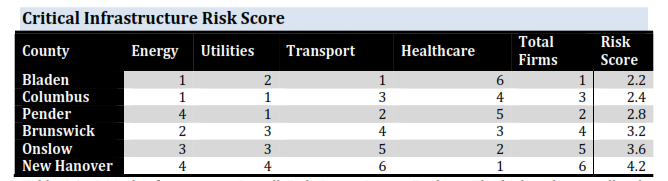 Critical Infrastructure Risk Score
County Energy Utilities Transport Healthcare Total Firms Risk Score
Bladen 1 2 1 6 1 2.2
Columbus 1 1 3 4 3 2.4
Pender 4 1 2 5 2 2.8
Brunswick 2 3 4 3 4 3.2
Onslow 3 3 5 2 5 3.6
New Hanover 4 4 6 1 6 4.2